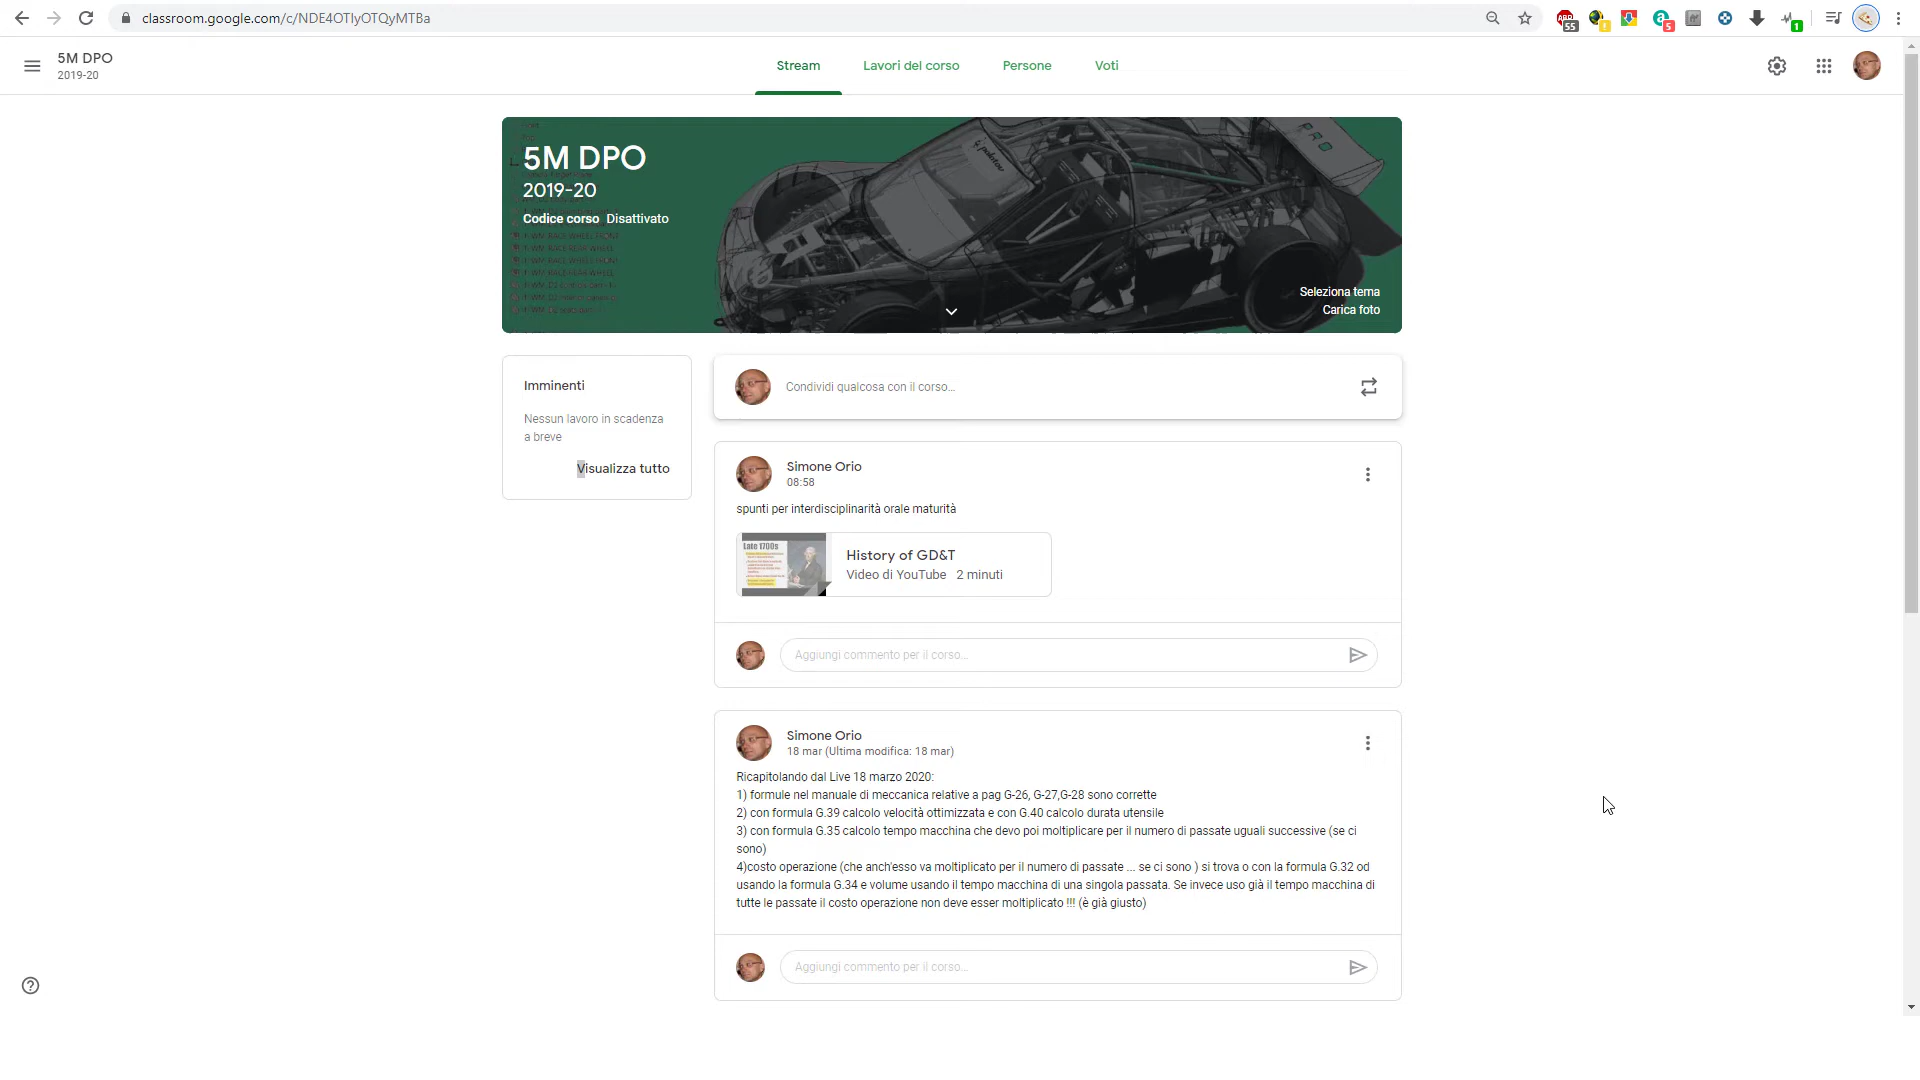 classroom.google.com/c/NDE4OTIyOTQyMTBa
55
5
1
5M DPO
2019-20
Stream
Lavori del corso
Persone
Voti
5M DPO
2019-20
Codice corso Disattivato
Seleziona tema
Carica foto
Imminenti
Nessun lavoro in scadenza
a breve
Visualizza tutto
Condividi qualcosa con il corso…
Simone Orio
08:58
spunti per interdisciplinarità orale maturità
Late 1700s
History of GD&T
Video di YouTube 2 minuti
Aggiungi commento per il corso…
Simone Orio
18 mar (Ultima modifica: 18 mar)
Ricapitolando dal Live 18 marzo 2020:
1) formule nel manuale di meccanica relative a pag G-26, G-27,G-28 sono corrette
2) con formula G.39 calcolo velocità ottimizzata e con G.40 calcolo durata utensile
3) con formula G.35 calcolo tempo macchina che devo poi moltiplicare per il numero di passate uguali successive (se ci
sono)
4)costo operazione (che anch'esso va moltiplicato per il numero di passate ... se ci sono ) si trova o con la formula G.32 od
usando la formula G.34 e volume usando il tempo macchina di una singola passata. Se invece uso già il tempo macchina di
tutte le passate il costo operazione non deve esser moltiplicato !!! (è già giusto)
Aggiungi commento per il corso…